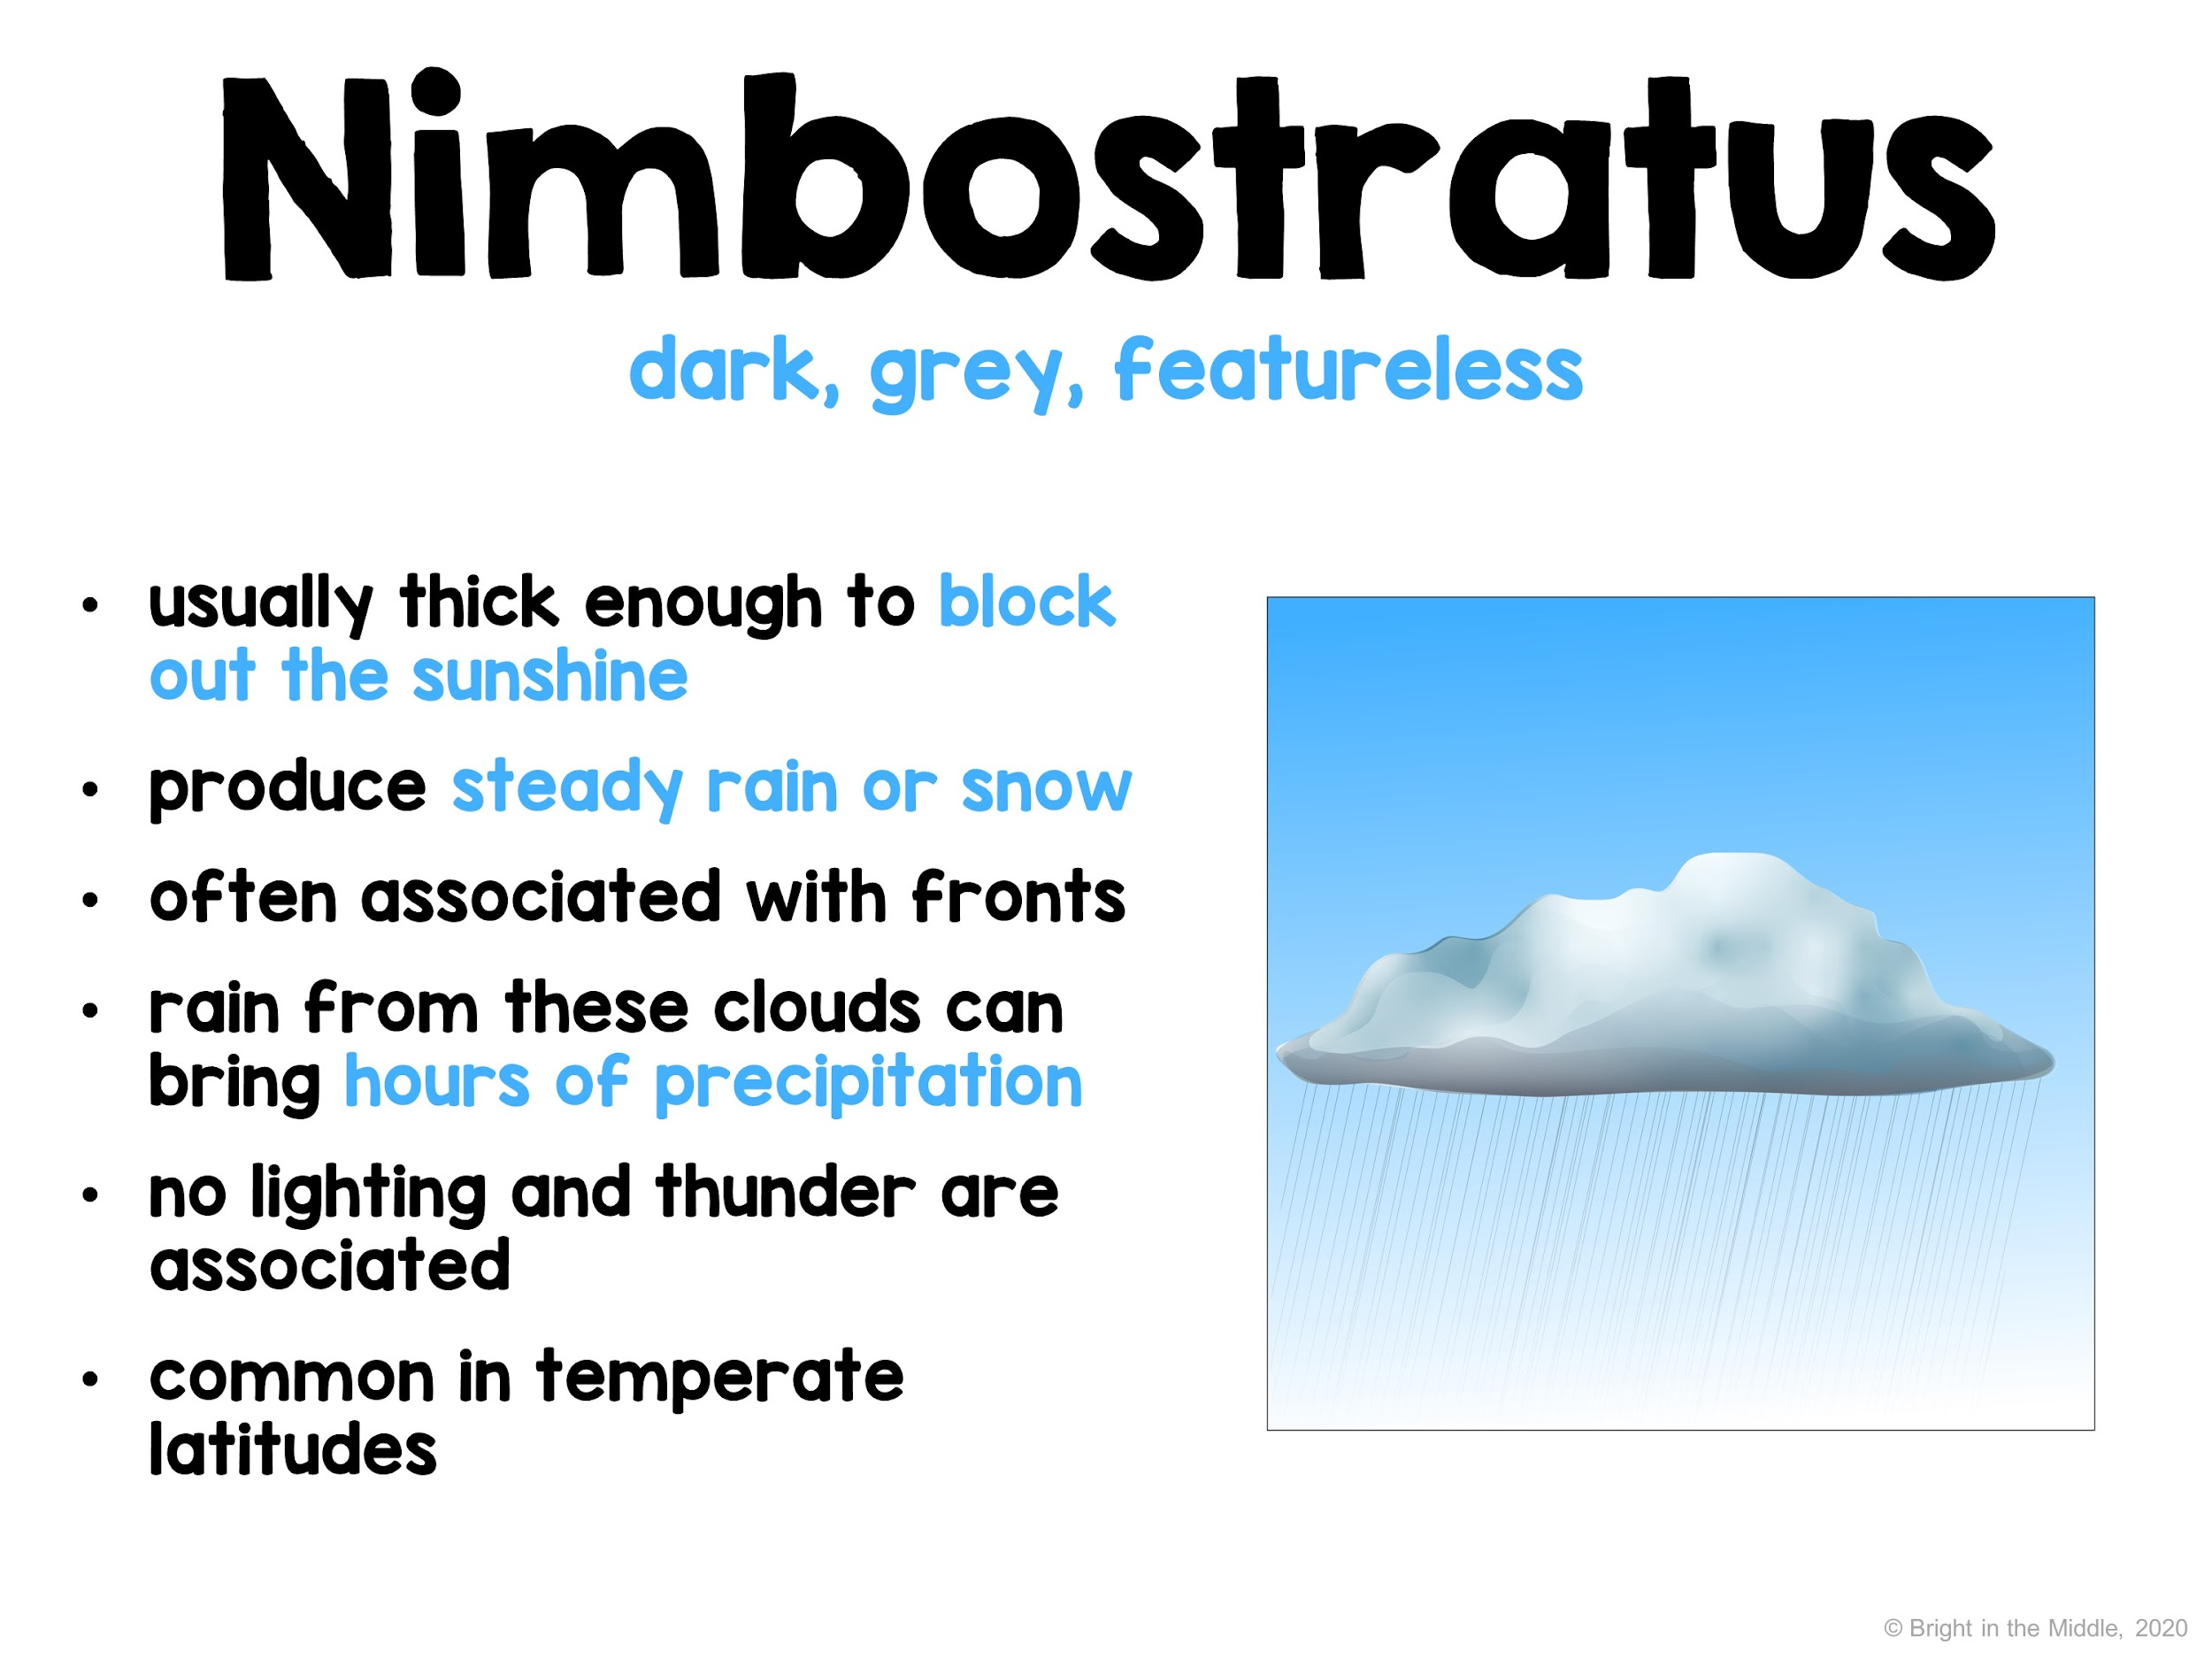 Nimbostratus
dark, grey, featureless
• usually thick enough to block
out the sunshine
• produce steady rain or snow
• often associated with fronts
• rain from these clouds can
bring hours of precipitation
• no lighting and thunder are
associated
• common in temperate
latitudes
© Bright in the Middle, 2020